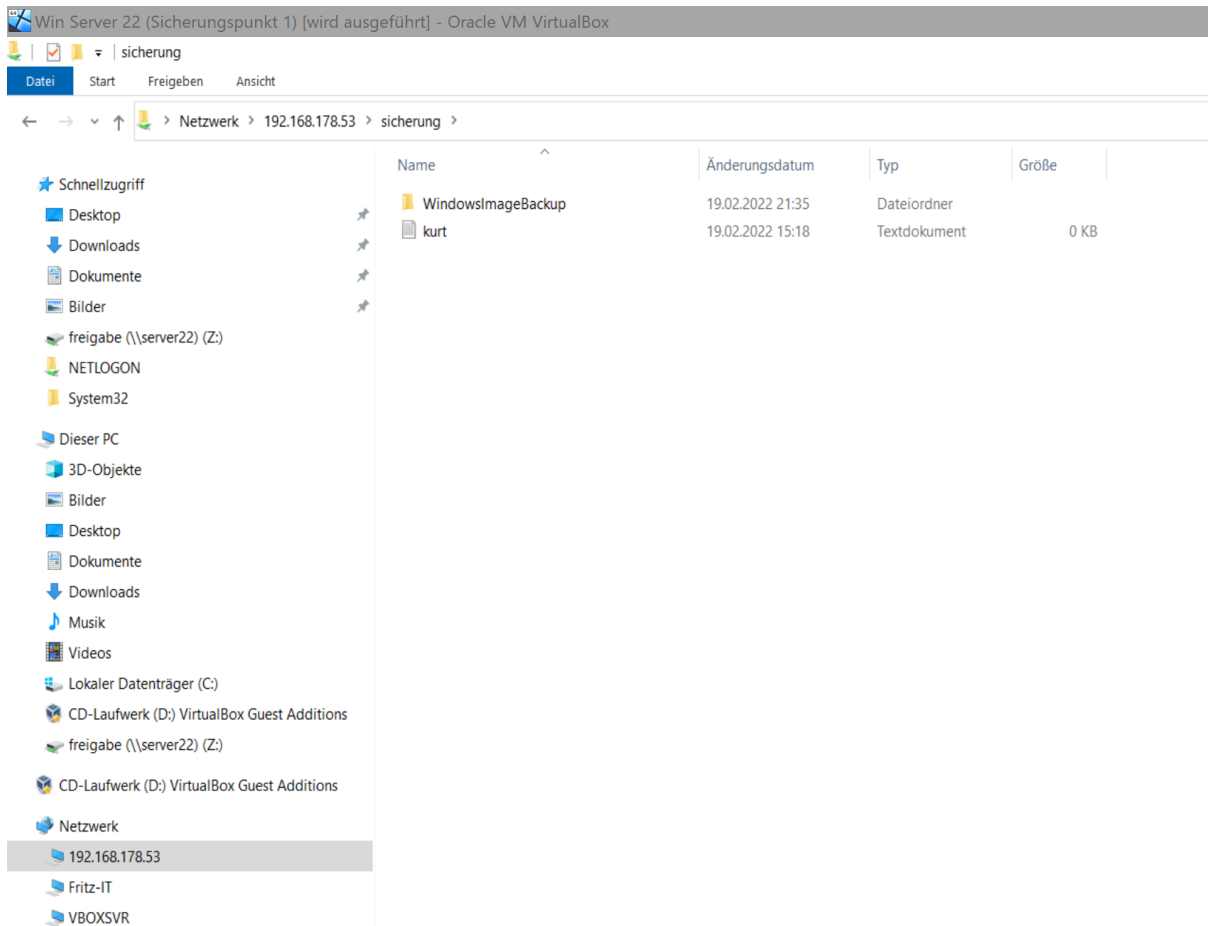 Win Server 22 (Sicherungspunkt 1) [wird ausgeführt] - Oracle VM VirtualBox
sicherung
Datei Start Freigeben Ansicht
Netzwerk 192.168.178.53 sicherung
Name Änderungsdatum Typ Größe
WindowsImageBackup 19.02.2022 21:35 Dateiordner
kurt 19.02.2022 15:18 Textdokument 0 KB
Schnellzugriff
Desktop
Downloads
Dokumente
Bilder
freigabe (\\server22) (Z:)
NETLOGON
System32
Dieser PC
3D-Objekte
Bilder
Desktop
Dokumente
Downloads
Musik
Videos
Lokaler Datenträger (C:)
CD-Laufwerk (D:) VirtualBox Guest Additions
freigabe (\\server22) (Z:)
CD-Laufwerk (D:) VirtualBox Guest Additions
Netzwerk
192.168.178.53
Fritz-IT
VBOXSVR